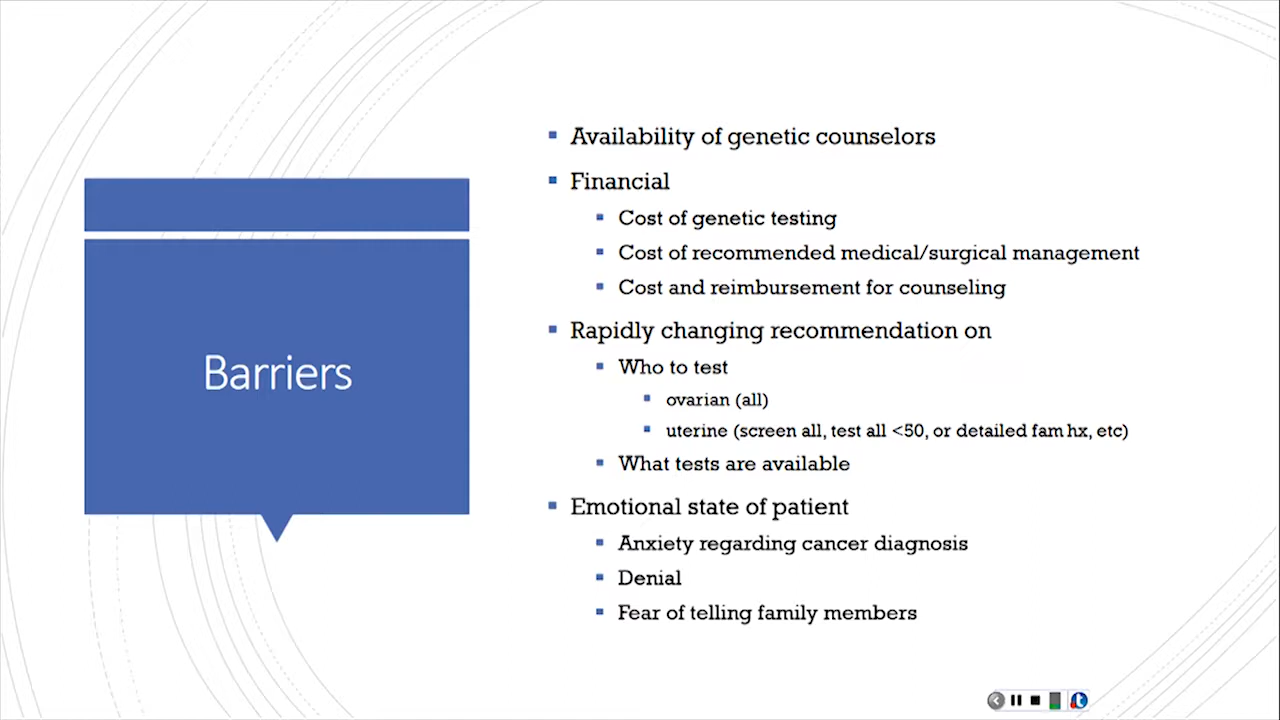 Barriers
Availability of genetic counselors
Financial
Cost of genetic testing
Cost of recommended medical/surgical management
Cost and reimbursement for counseling
Rapidly changing recommendation on
Who to test
ovarian (all)
uterine (screen all, test all <50, or detailed fam hx, etc)
What tests are available
Emotional state of patient
Anxiety regarding cancer diagnosis
Denial
Fear of telling family members